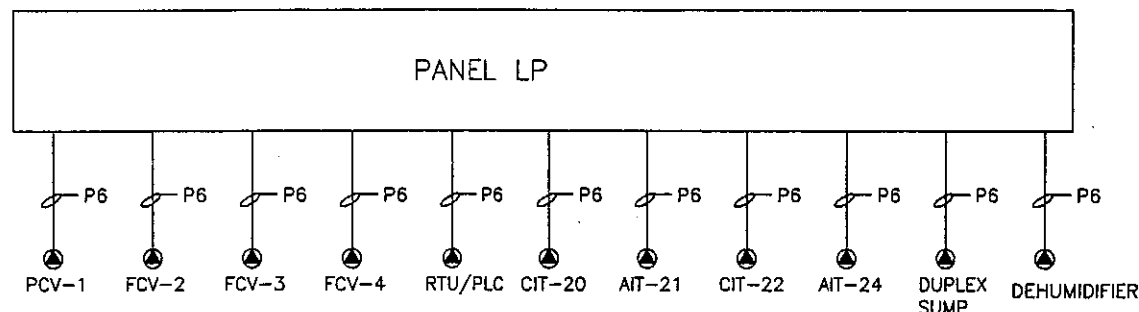 PANEL LP
P6 P6 P6 P6 P6 P6 P6 P6 P6 P6 P6
PCV-1 FCV-2 FCV-3 FCV-4 RTU/PLC CIT-20 AIT-21 CIT-22 AIT-24 DUPLEX DEHUMIDIFIER
SUMP